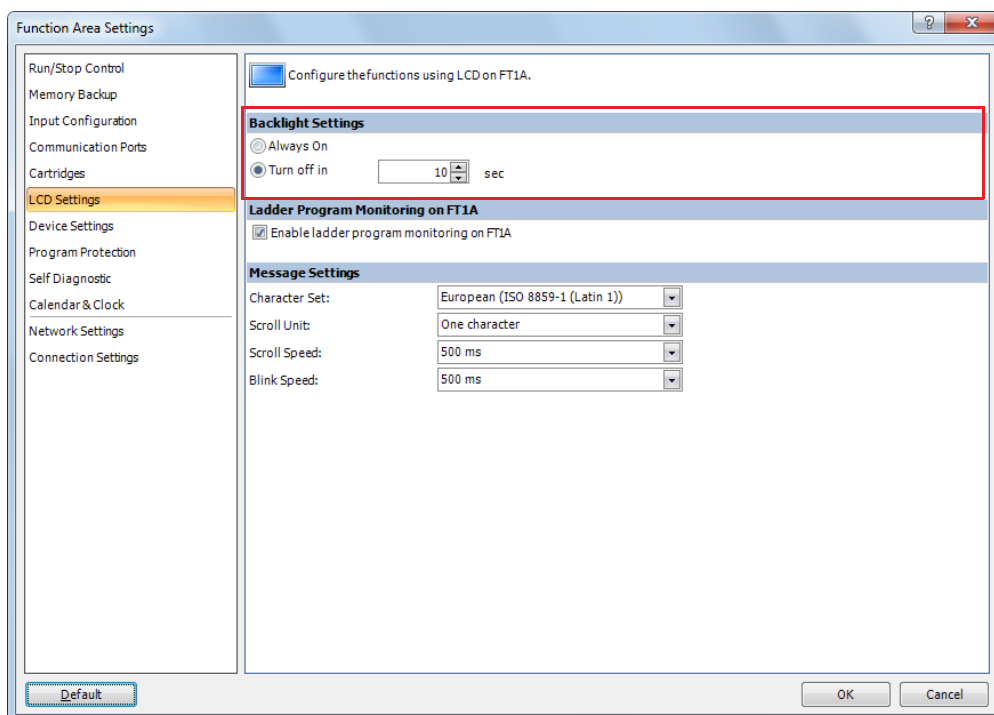 Function Area Settings
?
X
Run/Stop Control
Memory Backup
Input Configuration
Communication Ports
Cartridges
LCD Settings
Device Settings
Program Protection
Self Diagnostic
Calendar & Clock
Network Settings
Connection Settings
Configure the functions using LCD on FT1A.
Backlight Settings
Always On
Turn off in 10 sec
Ladder Program Monitoring on FT1A
Enable ladder program monitoring on FT1A
Message Settings
Character Set: European (ISO 8859-1 (Latin 1))
Scroll Unit: One character
Scroll Speed: 500 ms
Blink Speed: 500 ms
Default OK Cancel